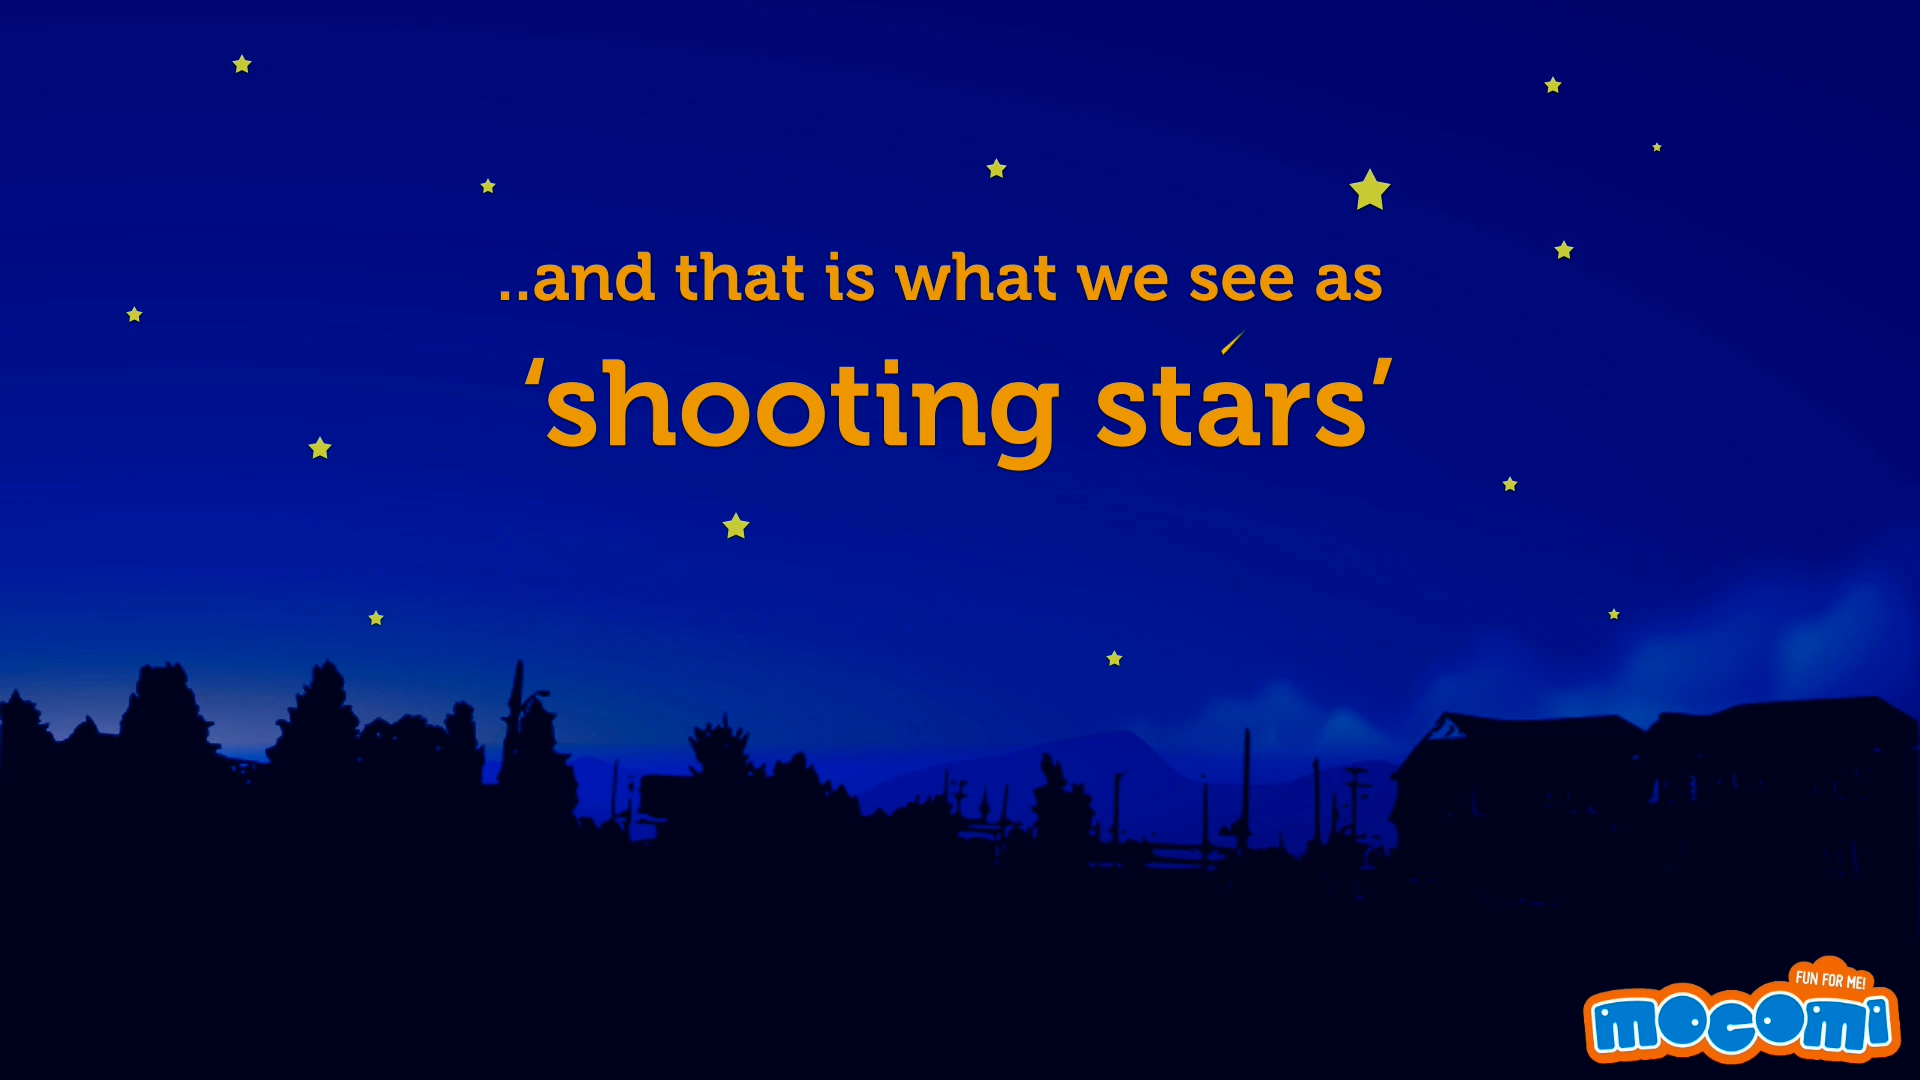 ..and that is what we see as
‘shooting stars’
FUN FOR ME!
mocomi